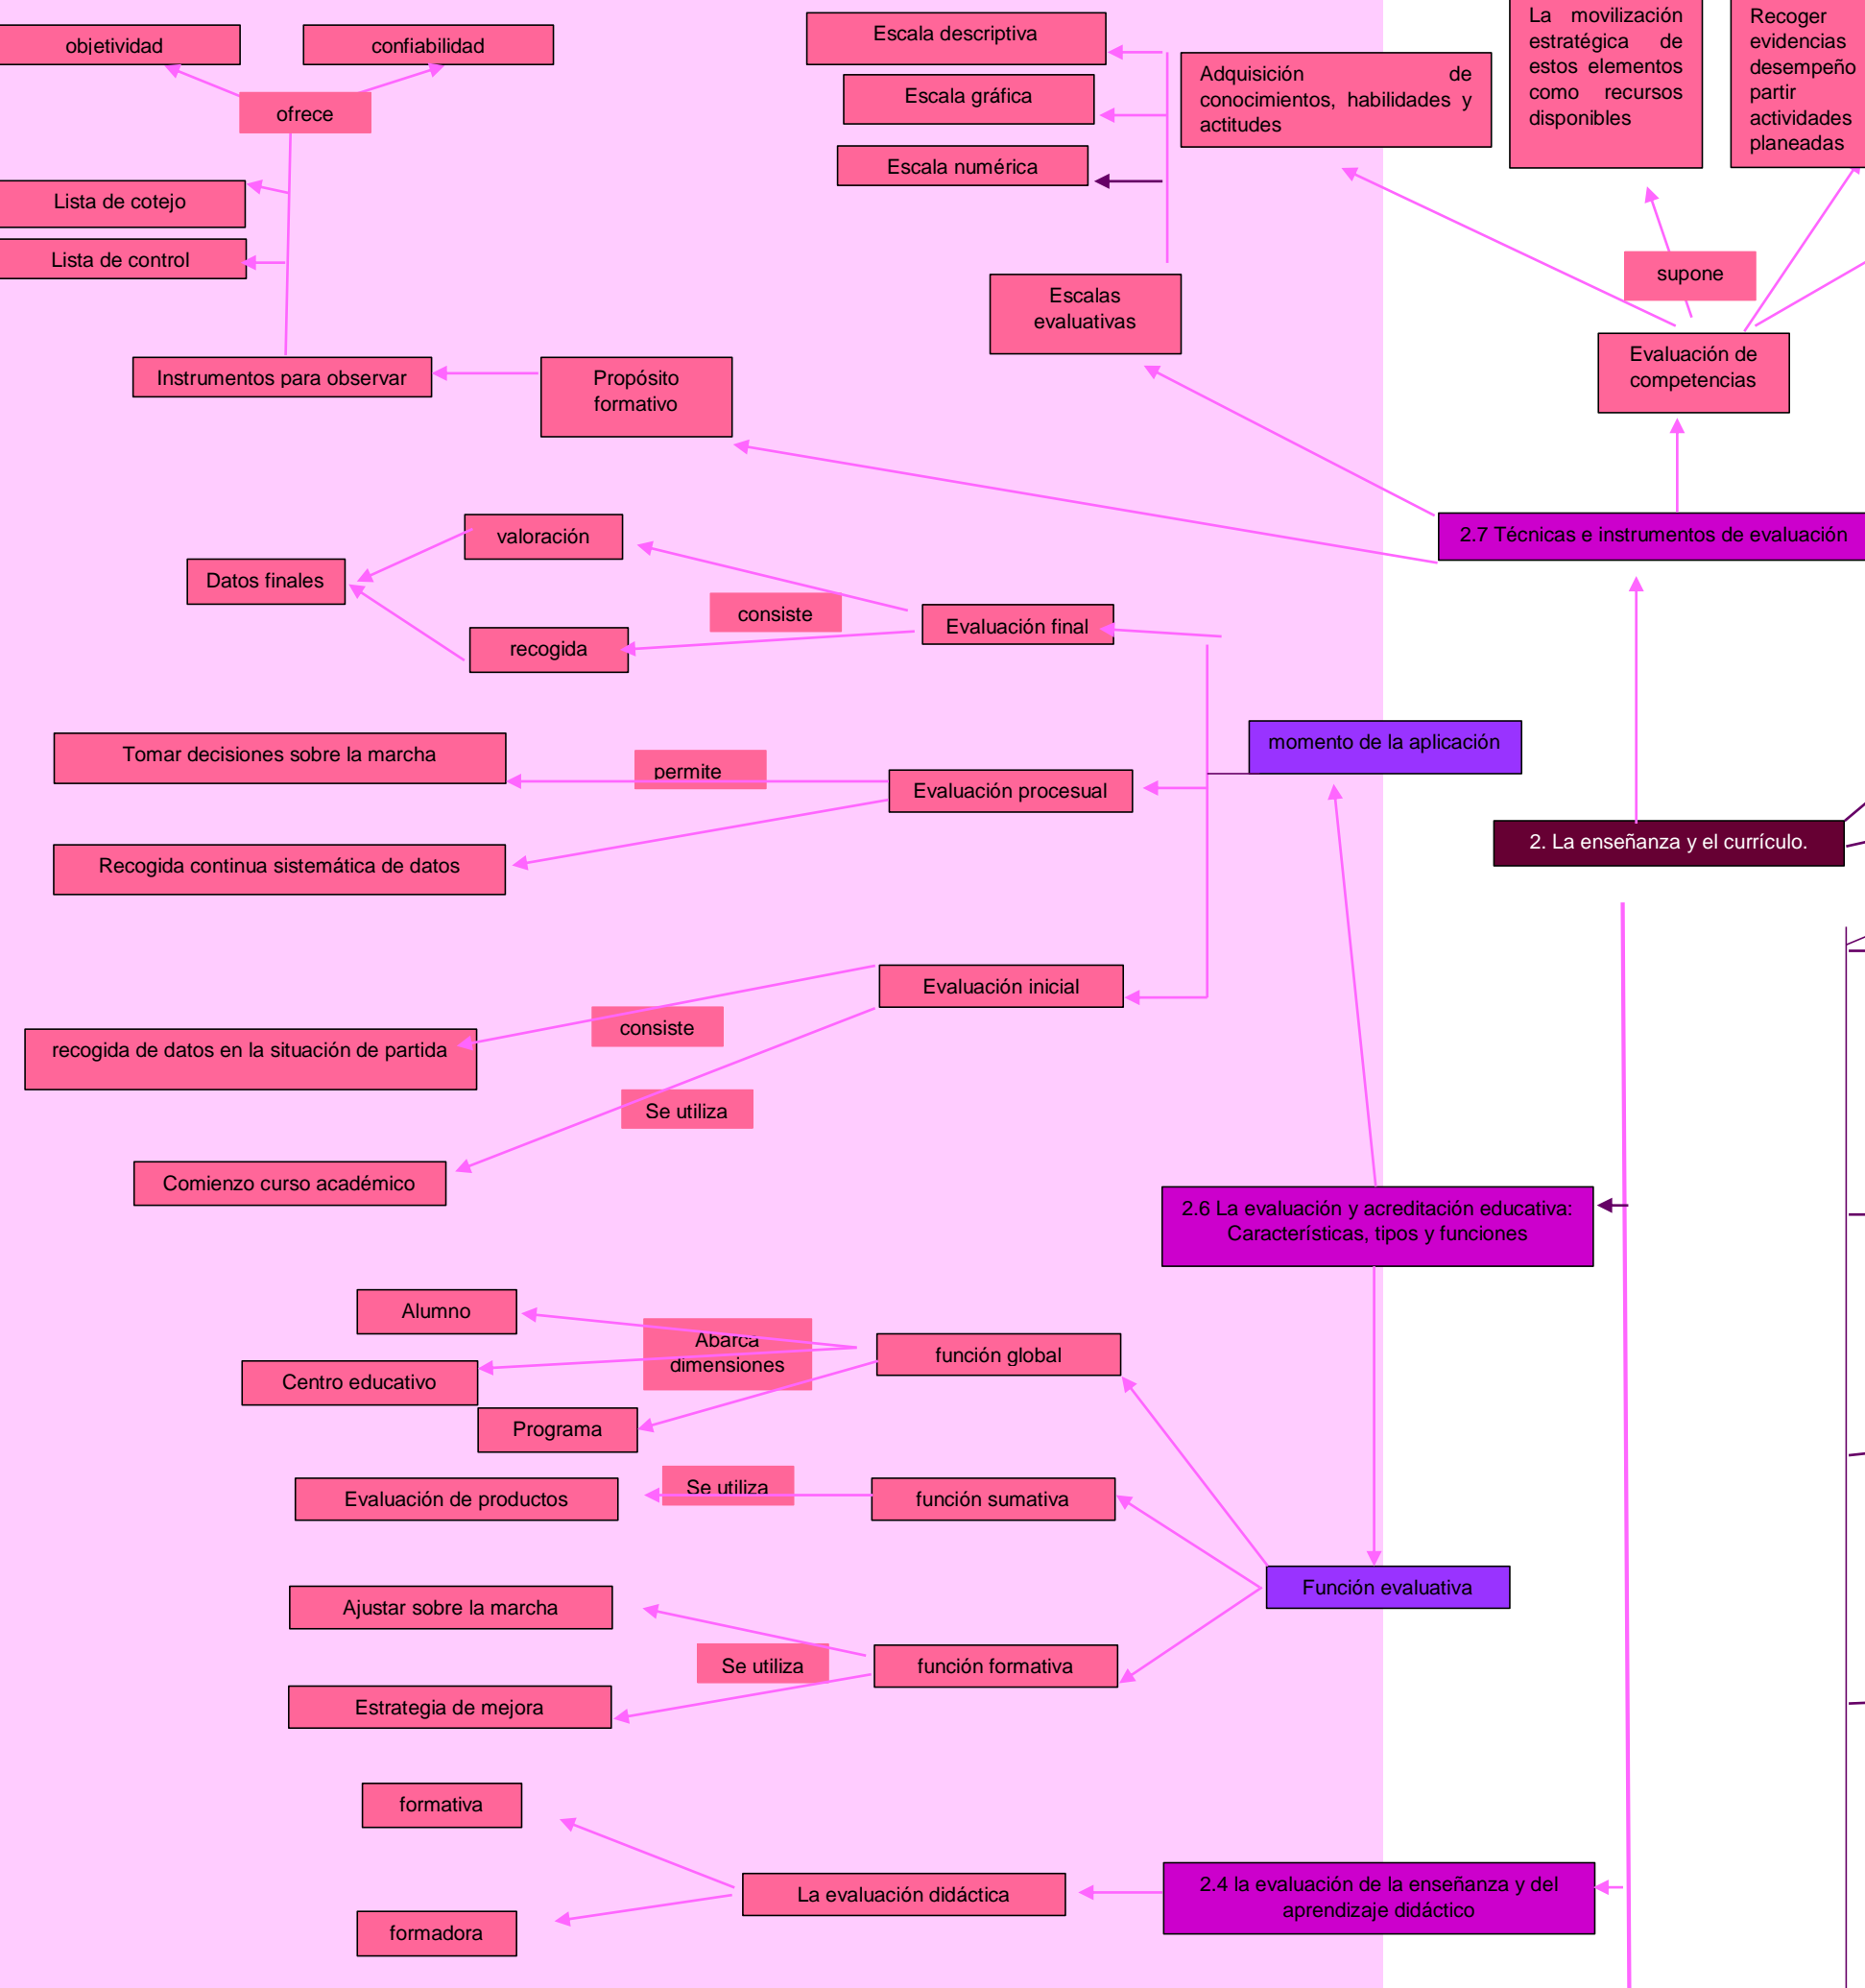 objetividad
confiabilidad
ofrece
Lista de cotejo
Lista de control
Instrumentos para observar
Propósito
formativo
Escala descriptiva
Escala gráfica
Escala numérica
Escalas
evaluativas
Adquisición de
conocimientos, habilidades y
actitudes
La movilización
estratégica de
estos elementos
como recursos
disponibles
Recoger
evidencias
desempeño
partir
actividades
planeadas
supone
Evaluación de
competencias
2.7 Técnicas e instrumentos de evaluación
valoración
Datos finales
recogida
consiste
Evaluación final
Tomar decisiones sobre la marcha
permite
Evaluación procesual
Recogida continua sistemática de datos
momento de la aplicación
2. La enseñanza y el currículo.
Evaluación inicial
consiste
recogida de datos en la situación de partida
Se utiliza
Comienzo curso académico
2.6 La evaluación y acreditación educativa:
Características, tipos y funciones
Alumno
Abarca
dimensiones
función global
Centro educativo
Programa
Evaluación de productos
Se utiliza
función sumativa
Función evaluativa
Ajustar sobre la marcha
Se utiliza
función formativa
Estrategia de mejora
formativa
La evaluación didáctica
2.4 la evaluación de la enseñanza y del
aprendizaje didáctico
formadora